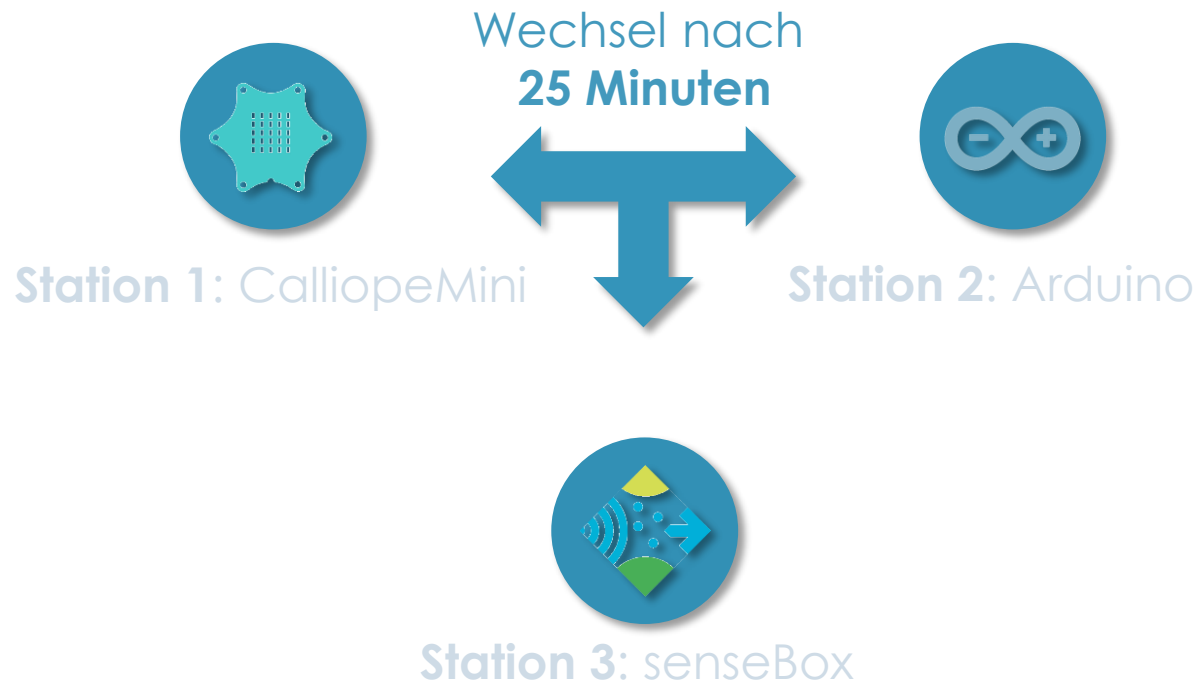 Wechsel nach
25 Minuten
Station 1: CalliopeMini
Station 2: Arduino
Station 3: senseBox